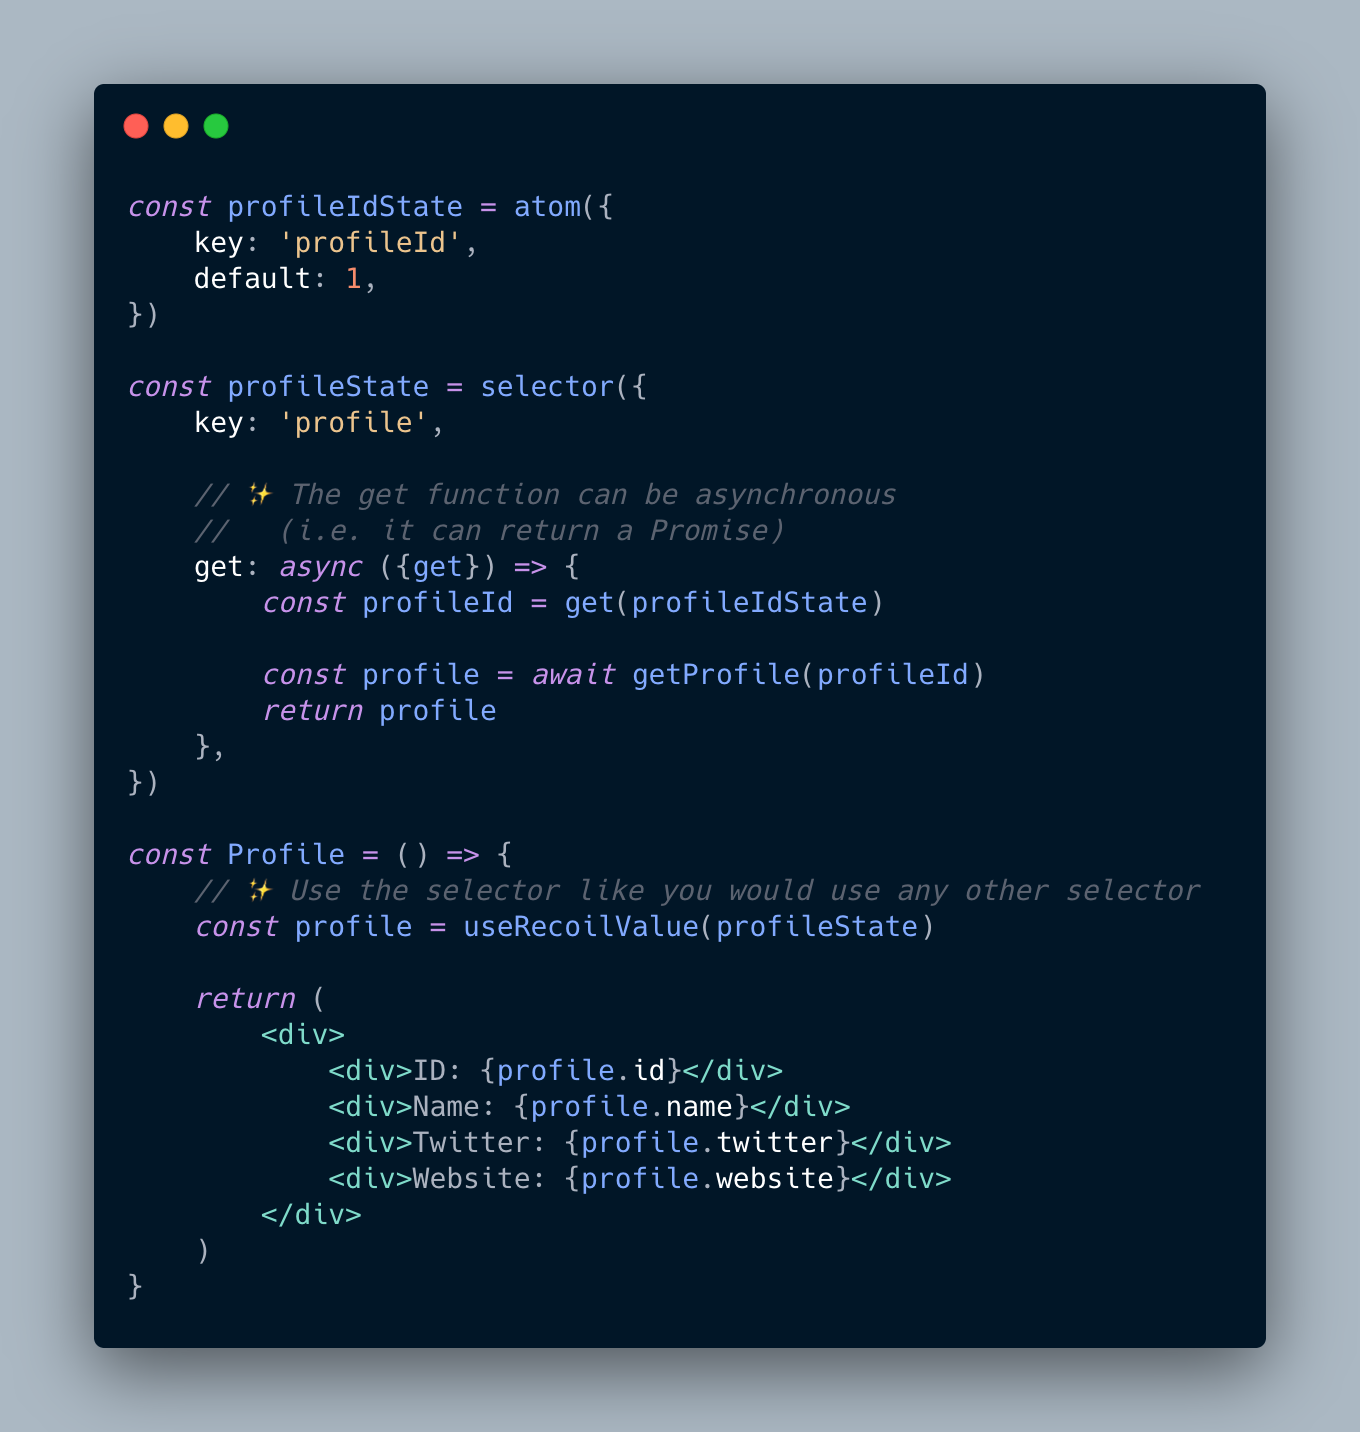 const profileIdState = atom({
    key: 'profileId',
    default: 1,
})

const profileState = selector({
    key: 'profile',

    // ✨ The get function can be asynchronous
    //   (i.e. it can return a Promise)
    get: async ({get}) => {
        const profileId = get(profileIdState)

        const profile = await getProfile(profileId)
        return profile
    },
})

const Profile = () => {
    // ✨ Use the selector like you would use any other selector
    const profile = useRecoilValue(profileState)

    return (
        <div>
            <div>ID: {profile.id}</div>
            <div>Name: {profile.name}</div>
            <div>Twitter: {profile.twitter}</div>
            <div>Website: {profile.website}</div>
        </div>
    )
}